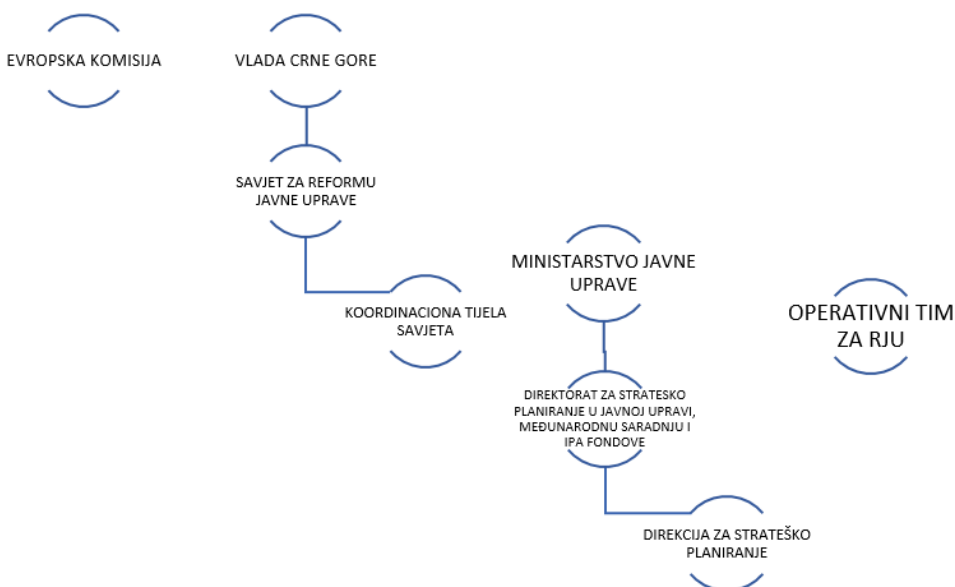 EVROPSKA KOMISIJA
VLADA CRNE GORE
SAVJET ZA REFORMU
JAVNE UPRAVE
KOORDINACIONA TIJELA
SAVJETA
MINISTARSTVO JAVNE
UPRAVE
DIREKTORAT ZA STRATESKO
PLANIRANJE U JAVNOJ UPRAVI,
MEĐUNARODNU SARADNJU I
IPA FONDOVE
DIREKCIJA ZA STRATEŠKO
PLANIRANJE
OPERATIVNI TIM
ZA RJU